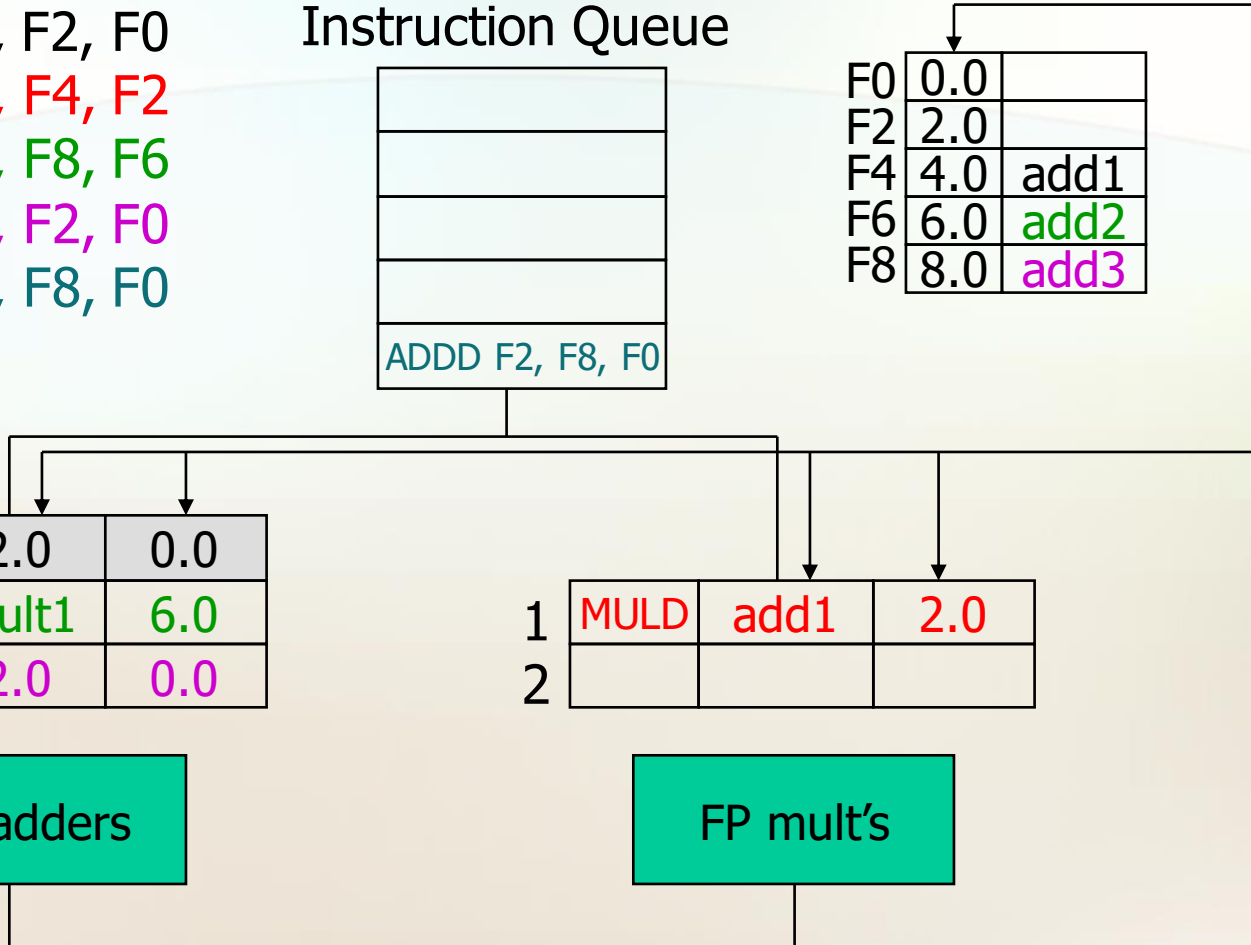 , F2, F0
, F4, F2
, F8, F6
, F2, F0
, F8, F0
Instruction Queue
ADDD F2, F8, F0
F0 0.0
F2 2.0
F4 4.0 add1
F6 6.0 add2
F8 8.0 add3
2.0 0.0
ult1 6.0
2.0 0.0
1 MULD add1 2.0
2
adders
FP mult’s